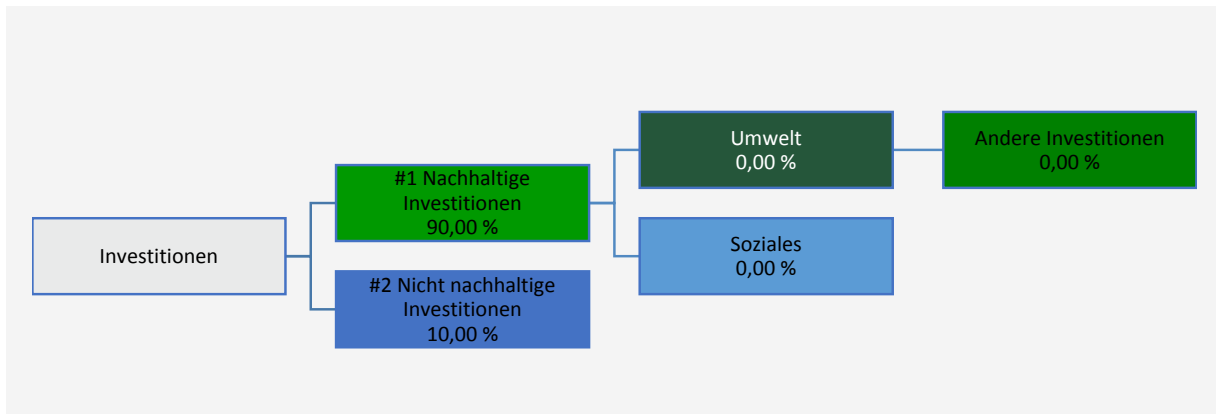 Investitionen
#1 Nachhaltige
Investitionen
90,00 %
#2 Nicht nachhaltige
Investitionen
10,00 %
Umwelt
0,00 %
Soziales
0,00 %
Andere Investitionen
0,00 %